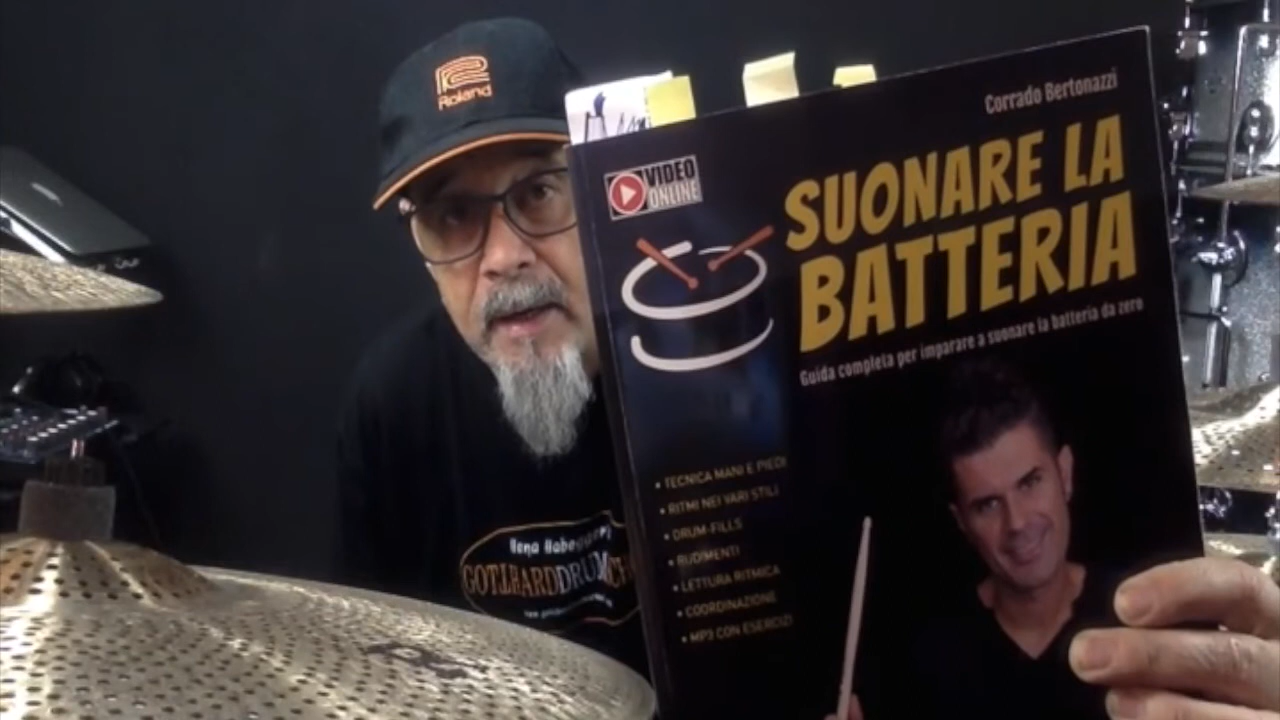 Roland
Corrado Bertonazzi
VIDEO
ONLINE
SUONARE LA
BATTERIA
Guida completa per imparare a suonare la batteria da zero
• TECNICA MANI E PIEDI
• RITMI NEI VARI STILI
• DRUM-FILLS
• RUDIMENTI
• LETTURA RITMICA
• COORDINAZIONE
• MP3 CON ESERCIZI
GOTTHARDDRUM